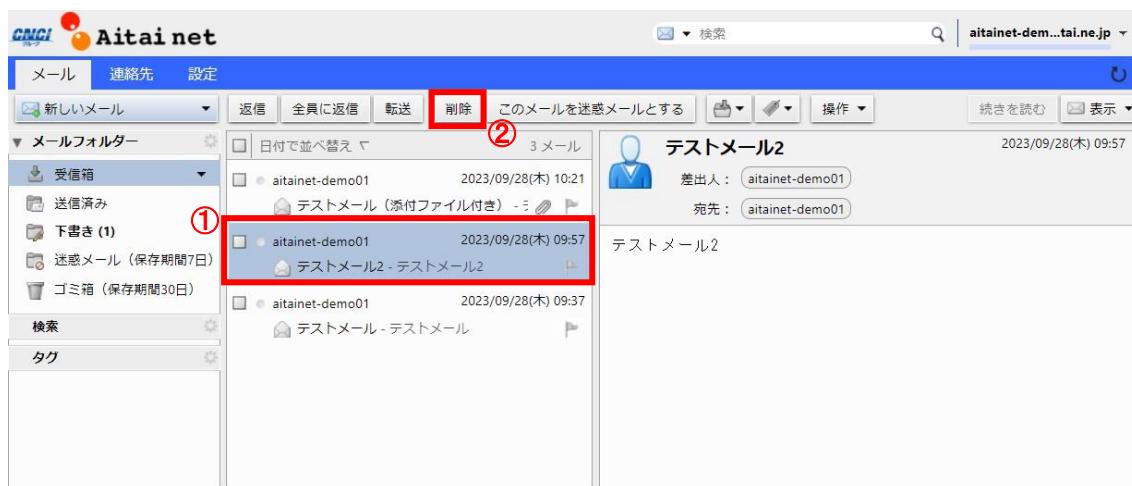 CNCI グループ Aitai net
検索
aitainet-dem...tai.ne.jp
メール 連絡先 設定
新しいメール 返信 全員に返信 転送 削除 このメールを迷惑メールとする 操作 続きを読む 表示
②
メールフォルダー
受信箱
送信済み
下書き (1)
迷惑メール（保存期間7日）
ゴミ箱（保存期間30日）
検索
タグ
日付で並べ替え 3 メール
aitainet-demo01 2023/09/28(木) 10:21
テストメール（添付ファイル付き） -
①
aitainet-demo01 2023/09/28(木) 09:57
テストメール2 - テストメール2
aitainet-demo01 2023/09/28(木) 09:37
テストメール - テストメール
テストメール2 2023/09/28(木) 09:57
差出人： aitainet-demo01
宛先： aitainet-demo01
テストメール2